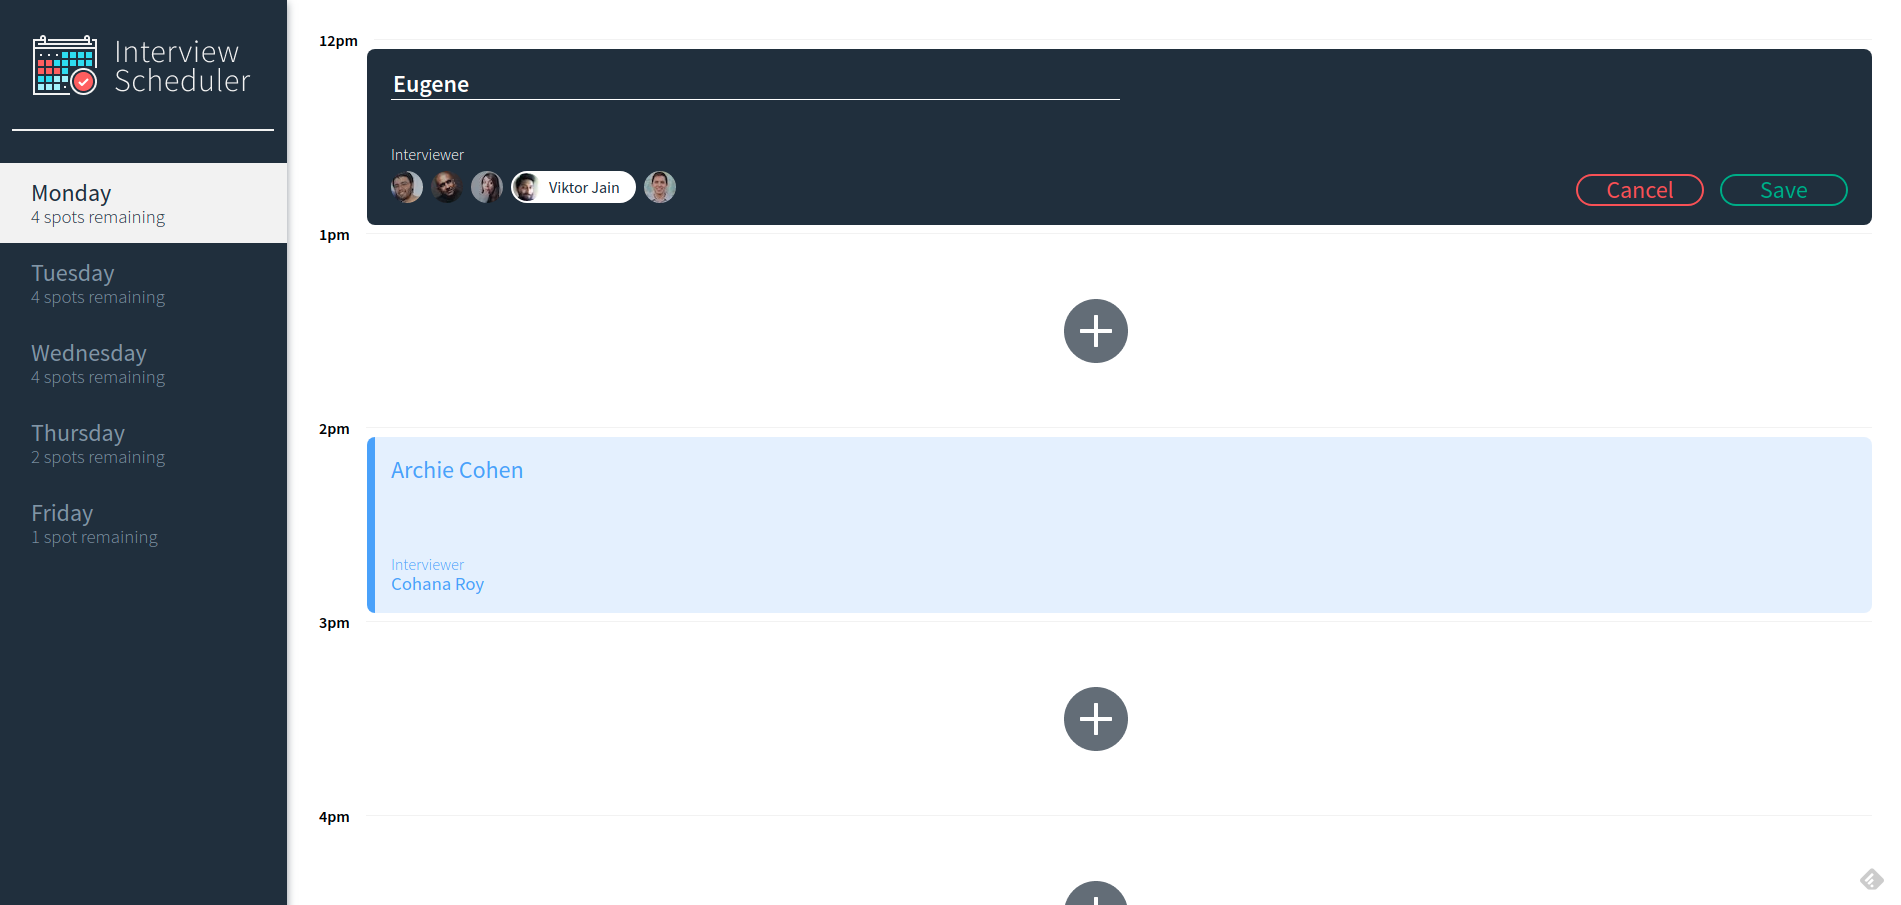 Interview
Scheduler
Monday
4 spots remaining
Tuesday
4 spots remaining
Wednesday
4 spots remaining
Thursday
2 spots remaining
Friday
1 spot remaining
12pm
Eugene
Interviewer
Viktor Jain
Cancel
Save
1pm
2pm
Archie Cohen
Interviewer
Cohana Roy
3pm
4pm